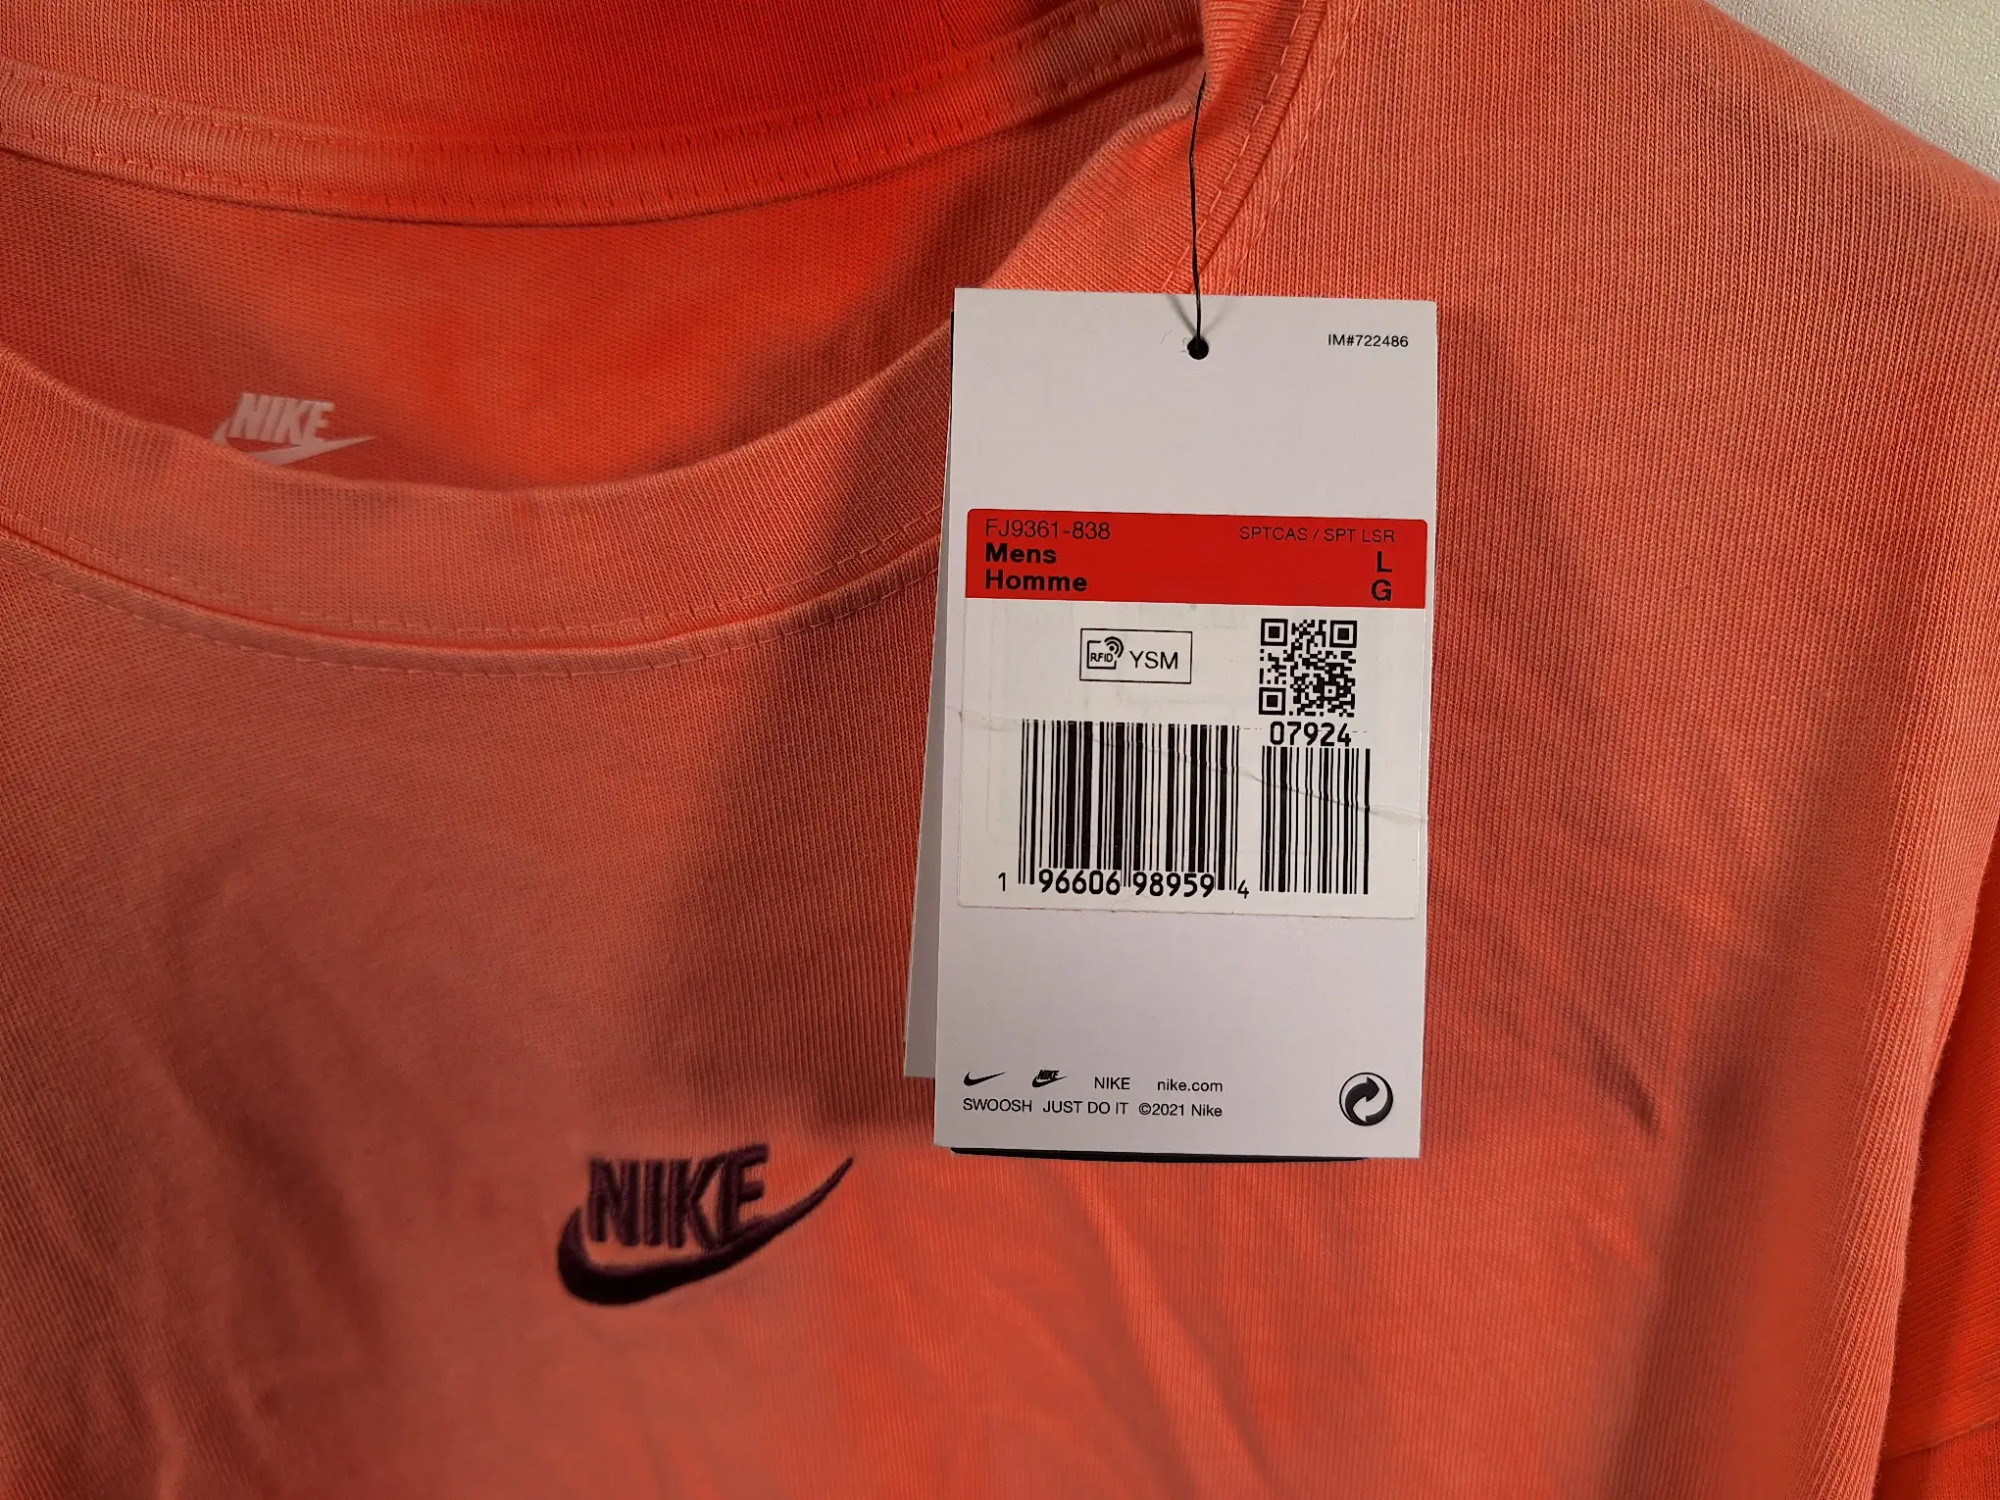 NIKE
IM#722486
FJ9361-838 SPTCAS / SPT LSR
Mens L
Homme G
RFID YSM
07924
1 96606 98959 4
NIKE NIKE nike.com
SWOOSH JUST DO IT ©2021 Nike
NIKE